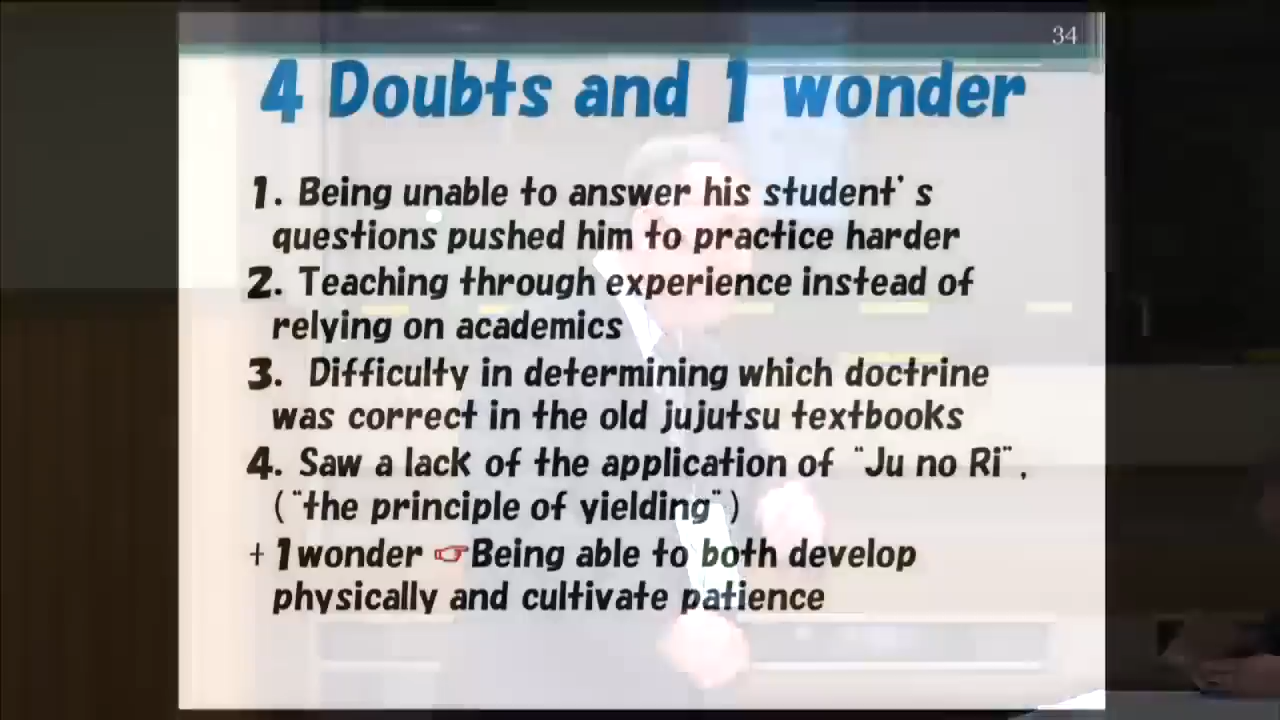 34
4 Doubts and 1 wonder
1. Being unable to answer his student's
questions pushed him to practice harder
2. Teaching through experience instead of
relying on academics
3. Difficulty in determining which doctrine
was correct in the old jujutsu textbooks
4. Saw a lack of the application of "Ju no Ri",
("the principle of yielding")
+ 1 wonder ☞Being able to both develop
physically and cultivate patience